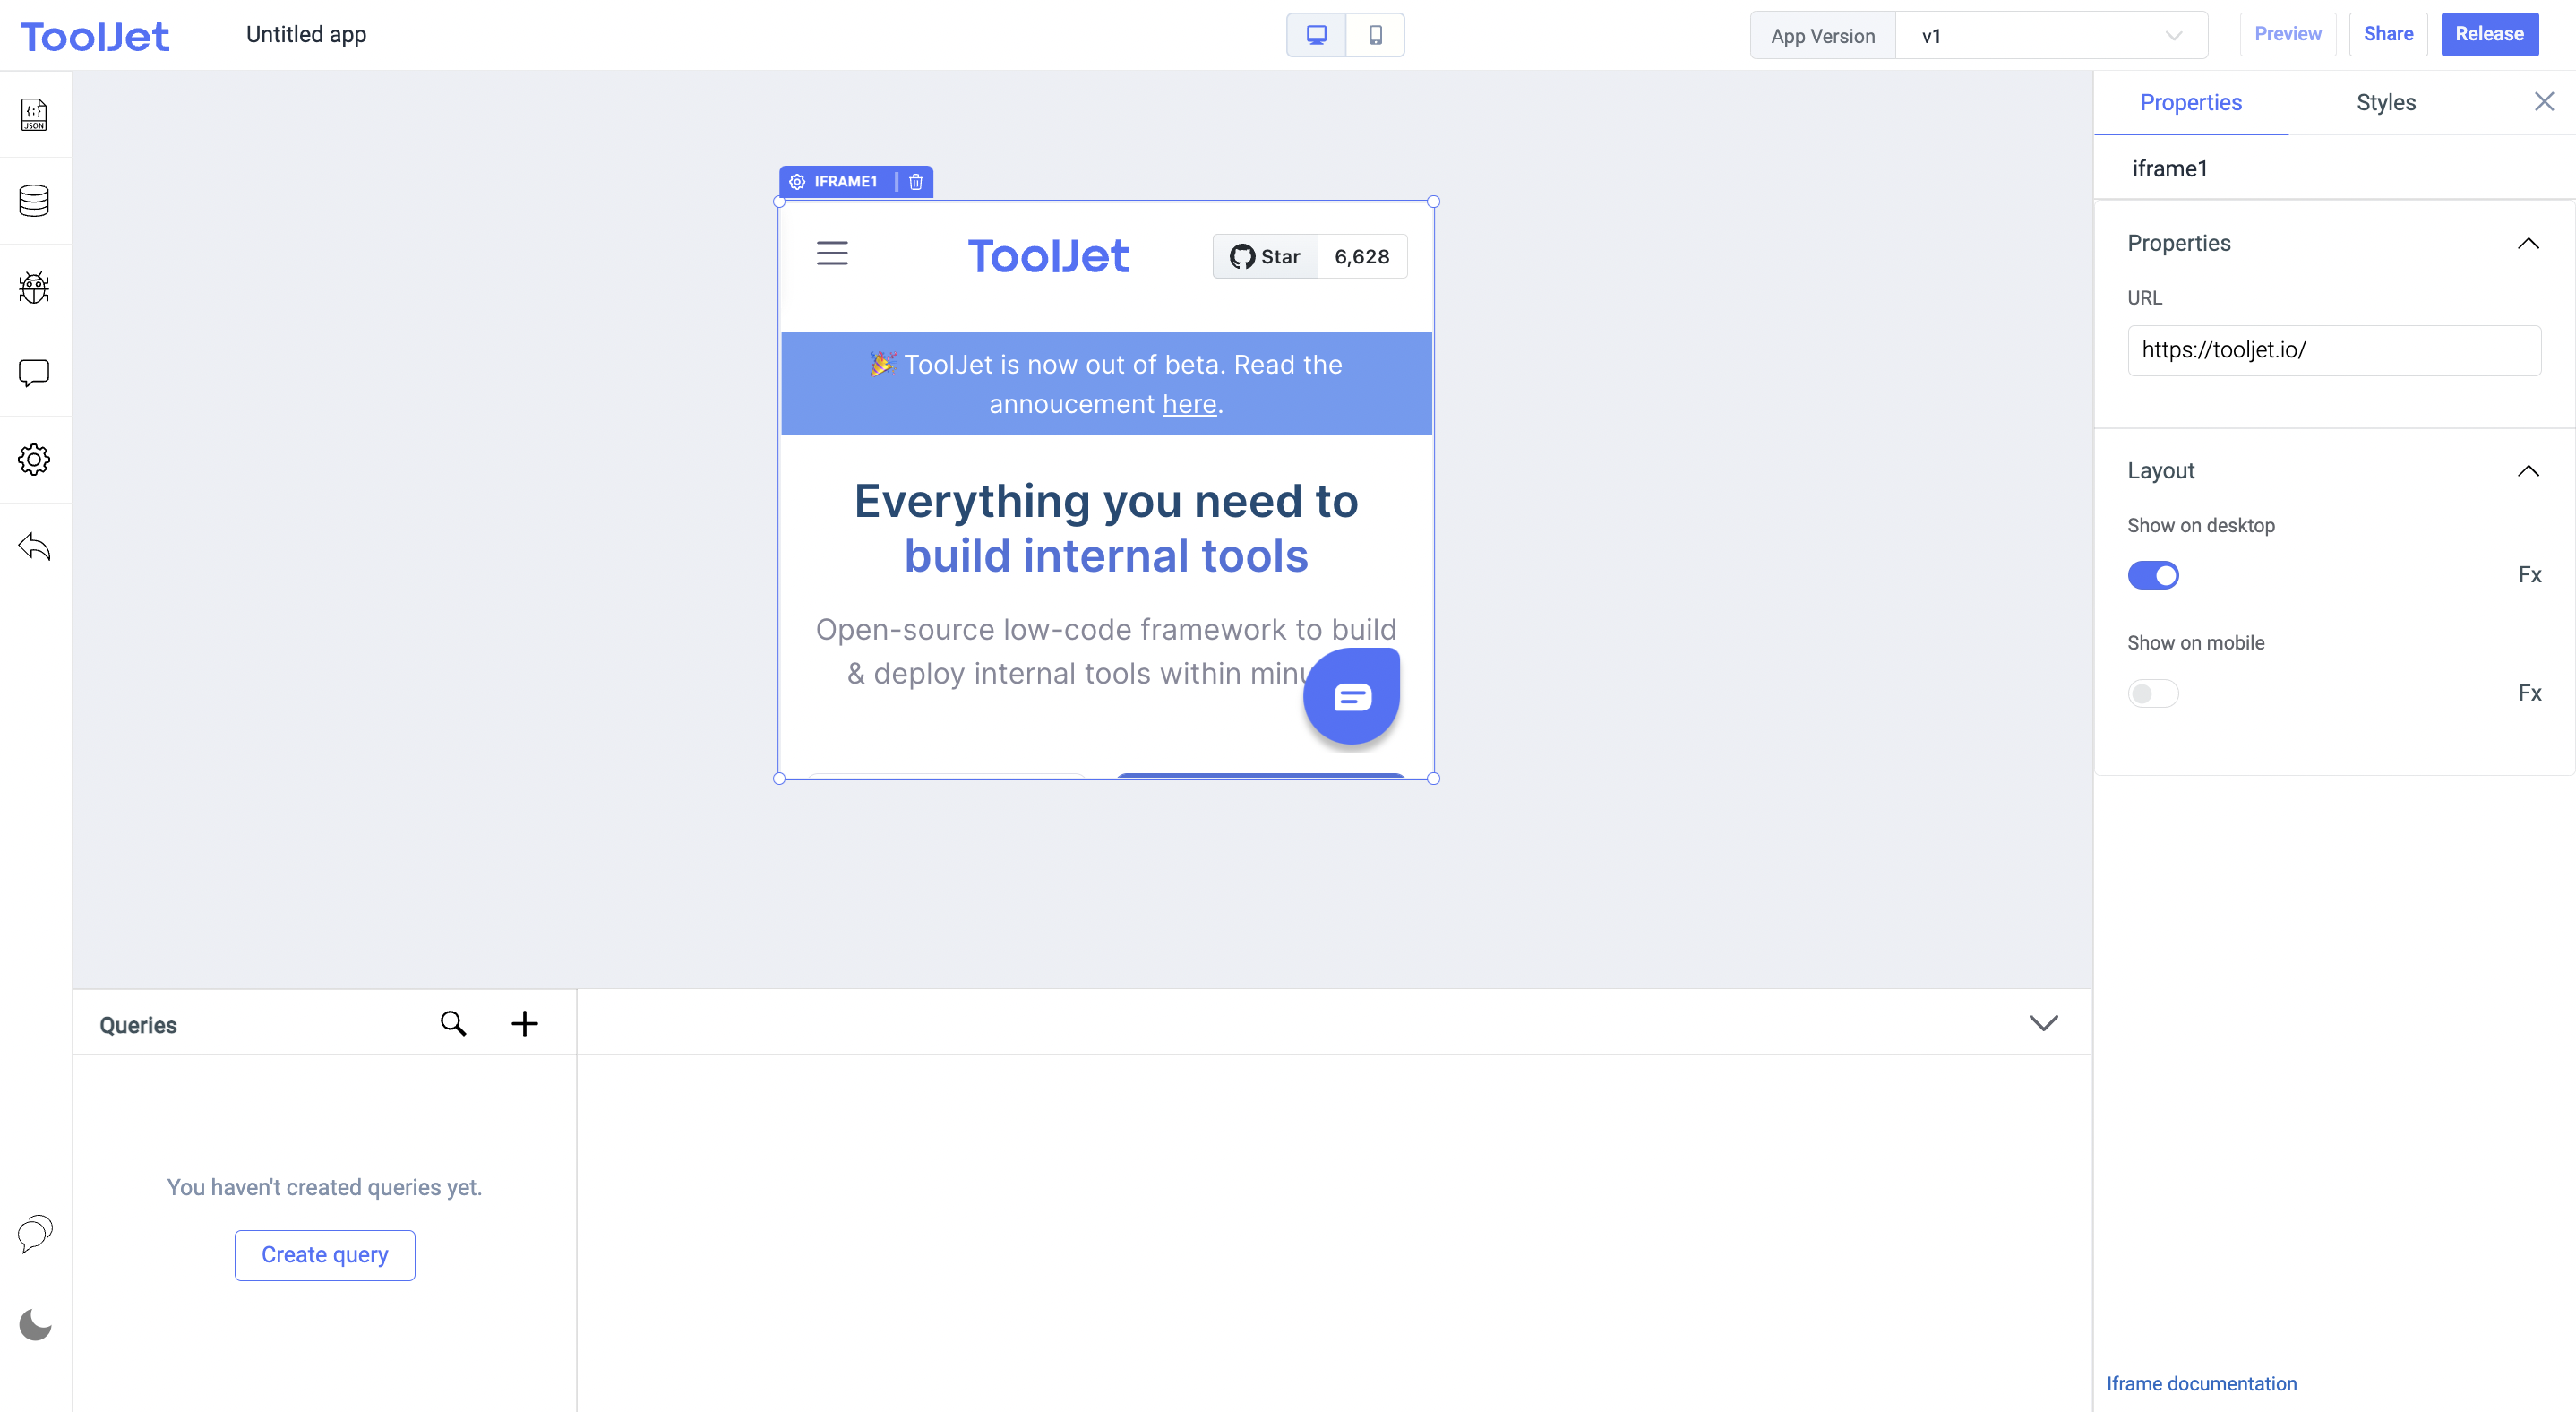 ToolJet
Untitled app
App Version
v1
Preview
Share
Release
{;}
JSON
Properties
Styles
iframe1
Properties
URL
https://tooljet.io/
Layout
Show on desktop
Fx
Show on mobile
Fx
Iframe documentation
IFRAME1
ToolJet
Star
6,628
🎉 ToolJet is now out of beta. Read the
annoucement here.
Everything you need to
build internal tools
Open-source low-code framework to build
& deploy internal tools within minu
Queries
You haven't created queries yet.
Create query